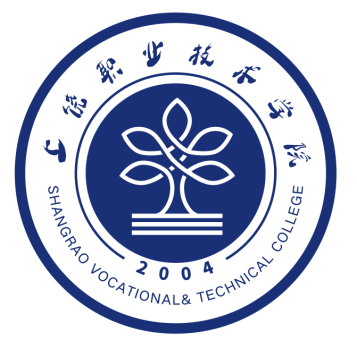 上饶职业技术学院
2004
SHANGRAO VOCATIONAL& TECHNICAL COLLEGE